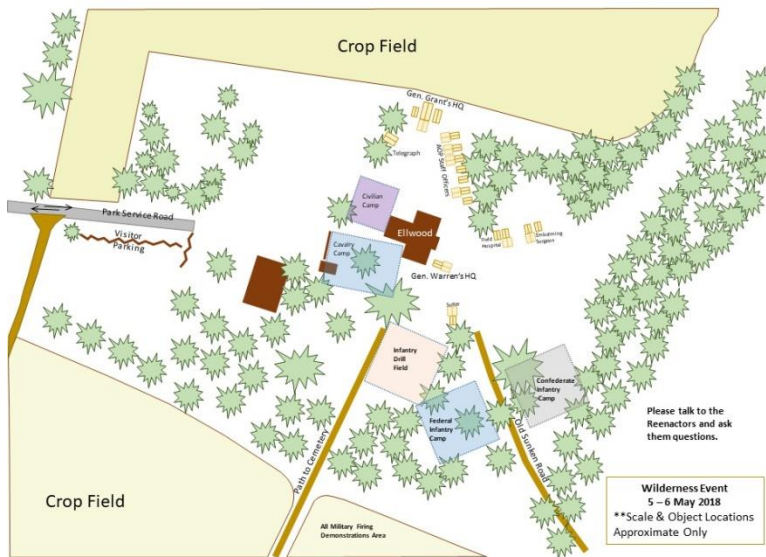 Crop Field
Gen. Grant's HQ
Telegraph
AOP Staff Officers
Civilian
Camp
Park Service Road
Visitor
Parking
Ellwood
Cavalry
Camp
Field
Hospital
Embalming
Surgeon
Gen. Warren's HQ
Sutler
Infantry
Drill
Field
Confederate
Infantry
Camp
Federal
Infantry
Camp
Old Sunken Road
Path to Cemetery
Please talk to the
Reenactors and ask
them questions.
Crop Field
All Military Firing
Demonstrations Area
Wilderness Event
5 – 6 May 2018
**Scale & Object Locations
Approximate Only